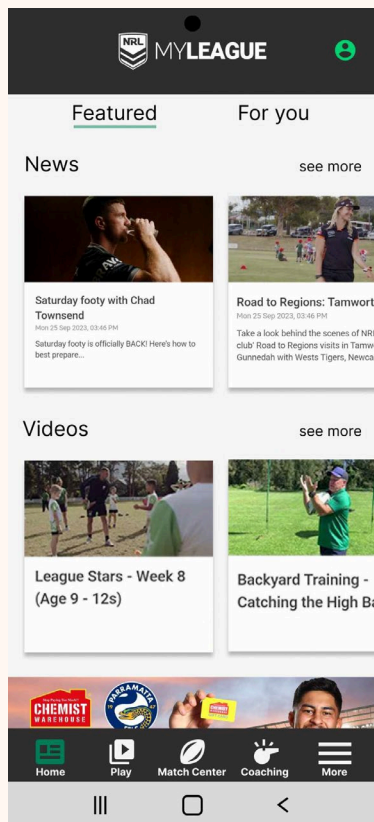 NRL MYLEAGUE
Featured For you
News see more
Saturday footy with Chad
Townsend
Mon 25 Sep 2023, 03:46 PM
Saturday footy is officially BACK! Here's how to
best prepare...
Road to Regions: Tamwort
Mon 25 Sep 2023, 03:46 PM
Take a look behind the scenes of NR
club' Road to Regions visits in Tamw
Gunnedah with Wests Tigers, Newca
Videos see more
League Stars - Week 8
(Age 9 - 12s)
Backyard Training -
Catching the High Ba
CHEMIST
WAREHOUSE
PARRAMATTA
Home Play Match Center Coaching More